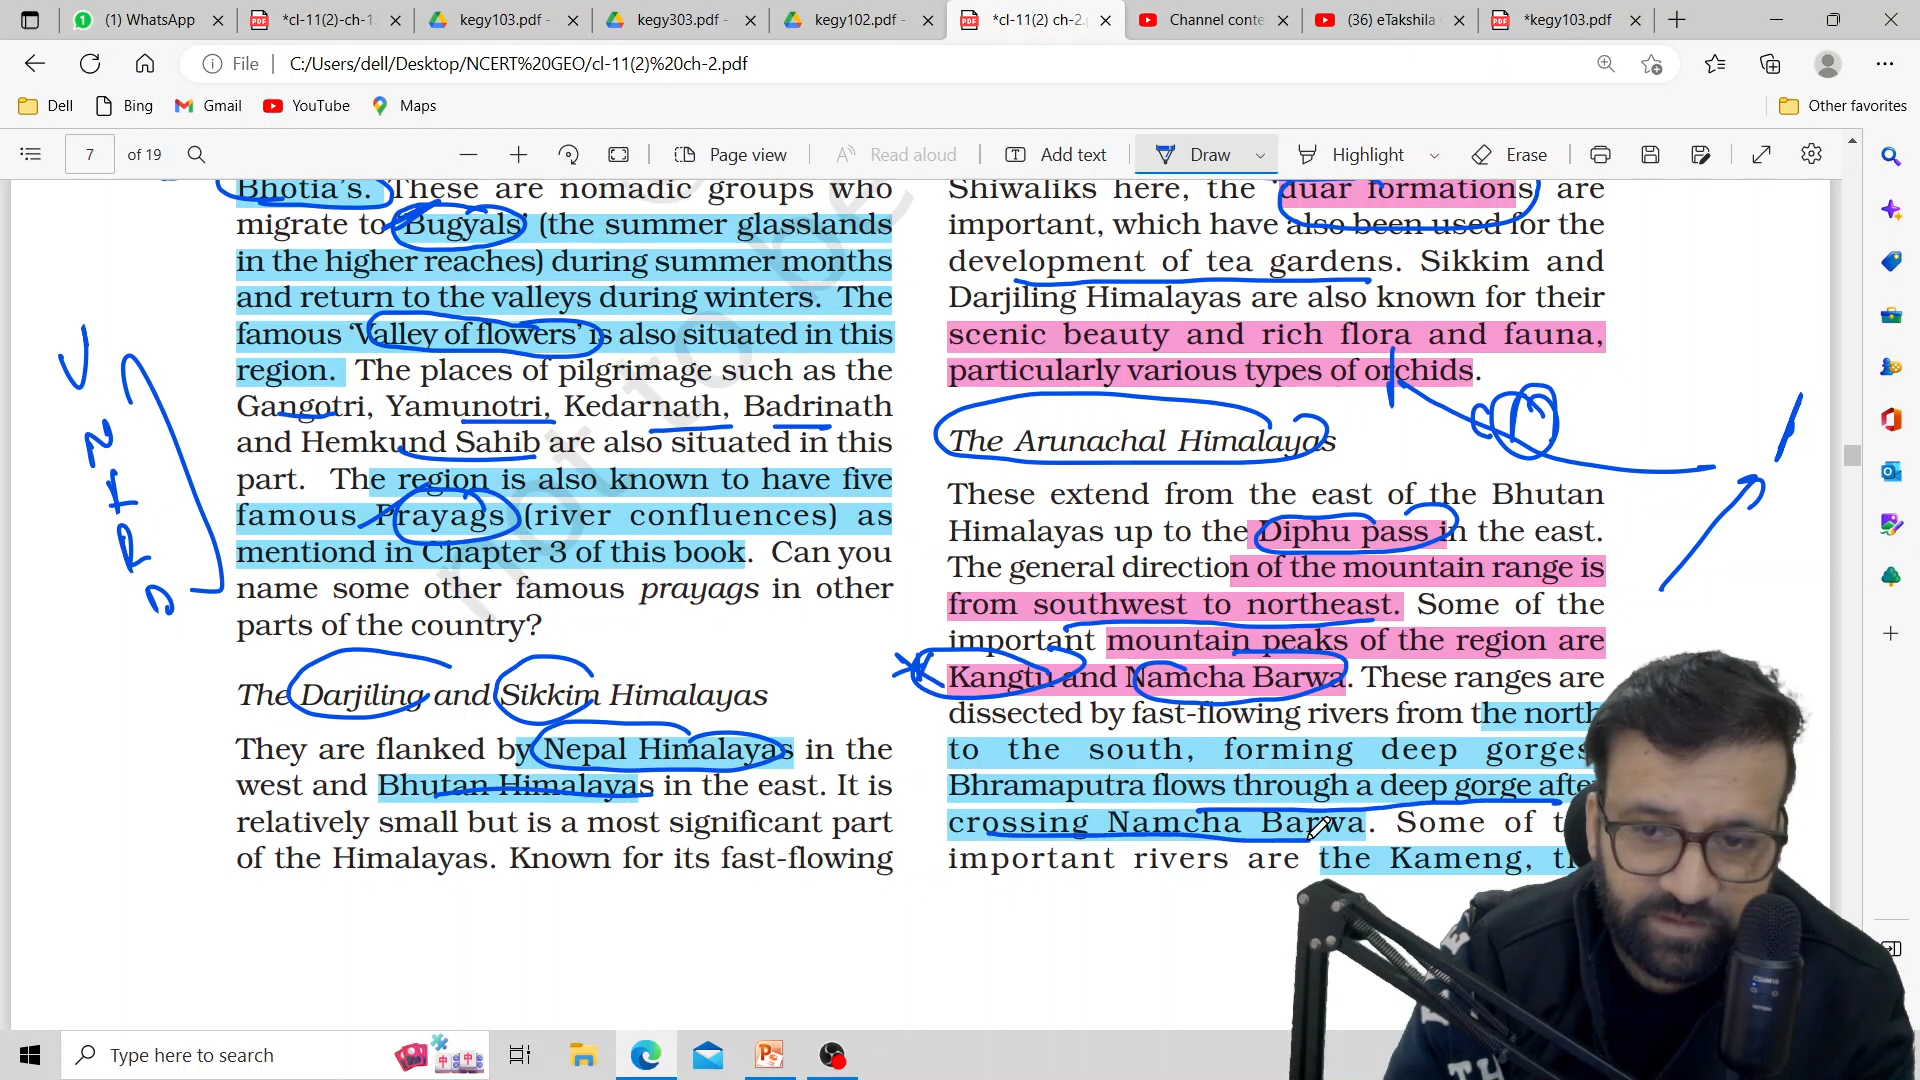 (1) WhatsApp
*cl-11(2)-ch-1.
kegy103.pdf -
kegy303.pdf -
kegy102.pdf -
*cl-11(2) ch-2.
Channel conte
(36) eTakshila
*kegy103.pdf
File
C:/Users/dell/Desktop/NCERT%20GEO/cl-11(2)%20ch-2.pdf
Dell
Bing
Gmail
YouTube
Maps
Other favorites
7 of 19
Page view
Read aloud
Add text
Draw
Highlight
Erase
Bhotia's. These are nomadic groups who
migrate to 'Bugyals' (the summer glasslands
in the higher reaches) during summer months
and return to the valleys during winters. The
famous 'Valley of flowers' is also situated in this
region. The places of pilgrimage such as the
Gangotri, Yamunotri, Kedarnath, Badrinath
and Hemkund Sahib are also situated in this
part. The region is also known to have five
famous Prayags (river confluences) as
mentiond in Chapter 3 of this book. Can you
name some other famous prayags in other
parts of the country?
The Darjiling and Sikkim Himalayas
They are flanked by Nepal Himalayas in the
west and Bhutan Himalayas in the east. It is
relatively small but is a most significant part
of the Himalayas. Known for its fast-flowing
V
N
K
R
D
not to be
Shiwaliks here, the 'duar formations are
important, which have also been used for the
development of tea gardens. Sikkim and
Darjiling Himalayas are also known for their
scenic beauty and rich flora and fauna,
particularly various types of orchids.
The Arunachal Himalayas
These extend from the east of the Bhutan
Himalayas up to the Diphu pass in the east.
The general direction of the mountain range is
from southwest to northeast. Some of the
important mountain peaks of the region are
Kangtu and Namcha Barwa. These ranges are
dissected by fast-flowing rivers from the north
to the south, forming deep gorges.
Bhramaputra flows through a deep gorge after
crossing Namcha Barwa. Some of t
important rivers are the Kameng, th
Type here to search